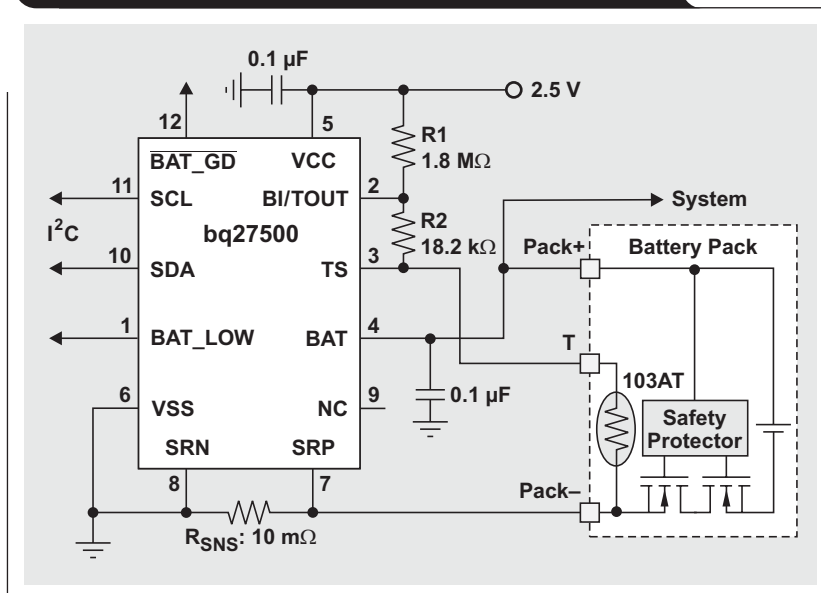 0.1 µF
2.5 V
12
5
R1
1.8 MΩ
BAT_GD
VCC
11
SCL
BI/TOUT
2
System
I²C
bq27500
R2
18.2 kΩ
Pack+
Battery Pack
10
SDA
TS
3
1
BAT_LOW
BAT
4
T
103AT
0.1 µF
6
VSS
NC
9
Safety
Protector
SRN
SRP
8
7
Pack–
RSNS: 10 mΩ